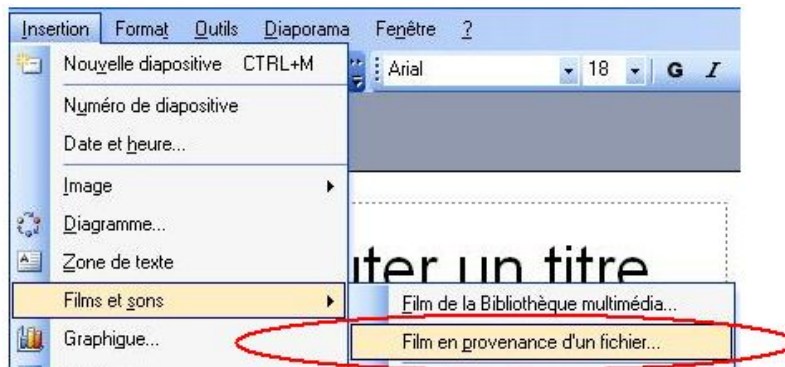 Insertion Format Outils Diaporama Fenêtre ?
Nouvelle diapositive CTRL+M
Arial 18 G I
Numéro de diapositive
Date et heure...
Image
Diagramme...
uter un titre
Zone de texte
Films et sons
Film de la Bibliothèque multimédia...
Graphique...
Film en provenance d'un fichier...